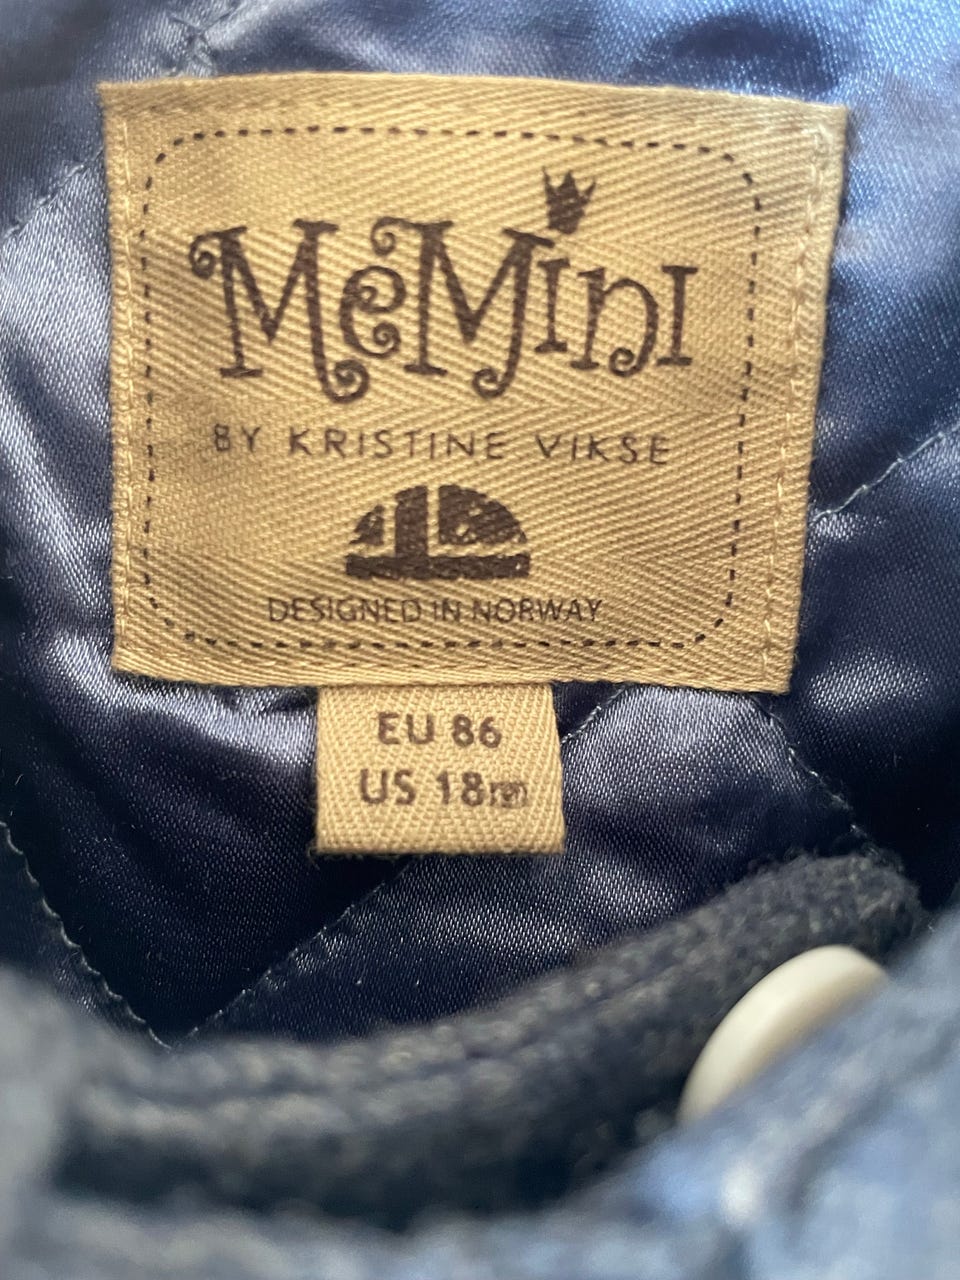 MeMini
BY KRISTINE VIKSE
DESIGNED IN NORWAY
EU 86
US 18m